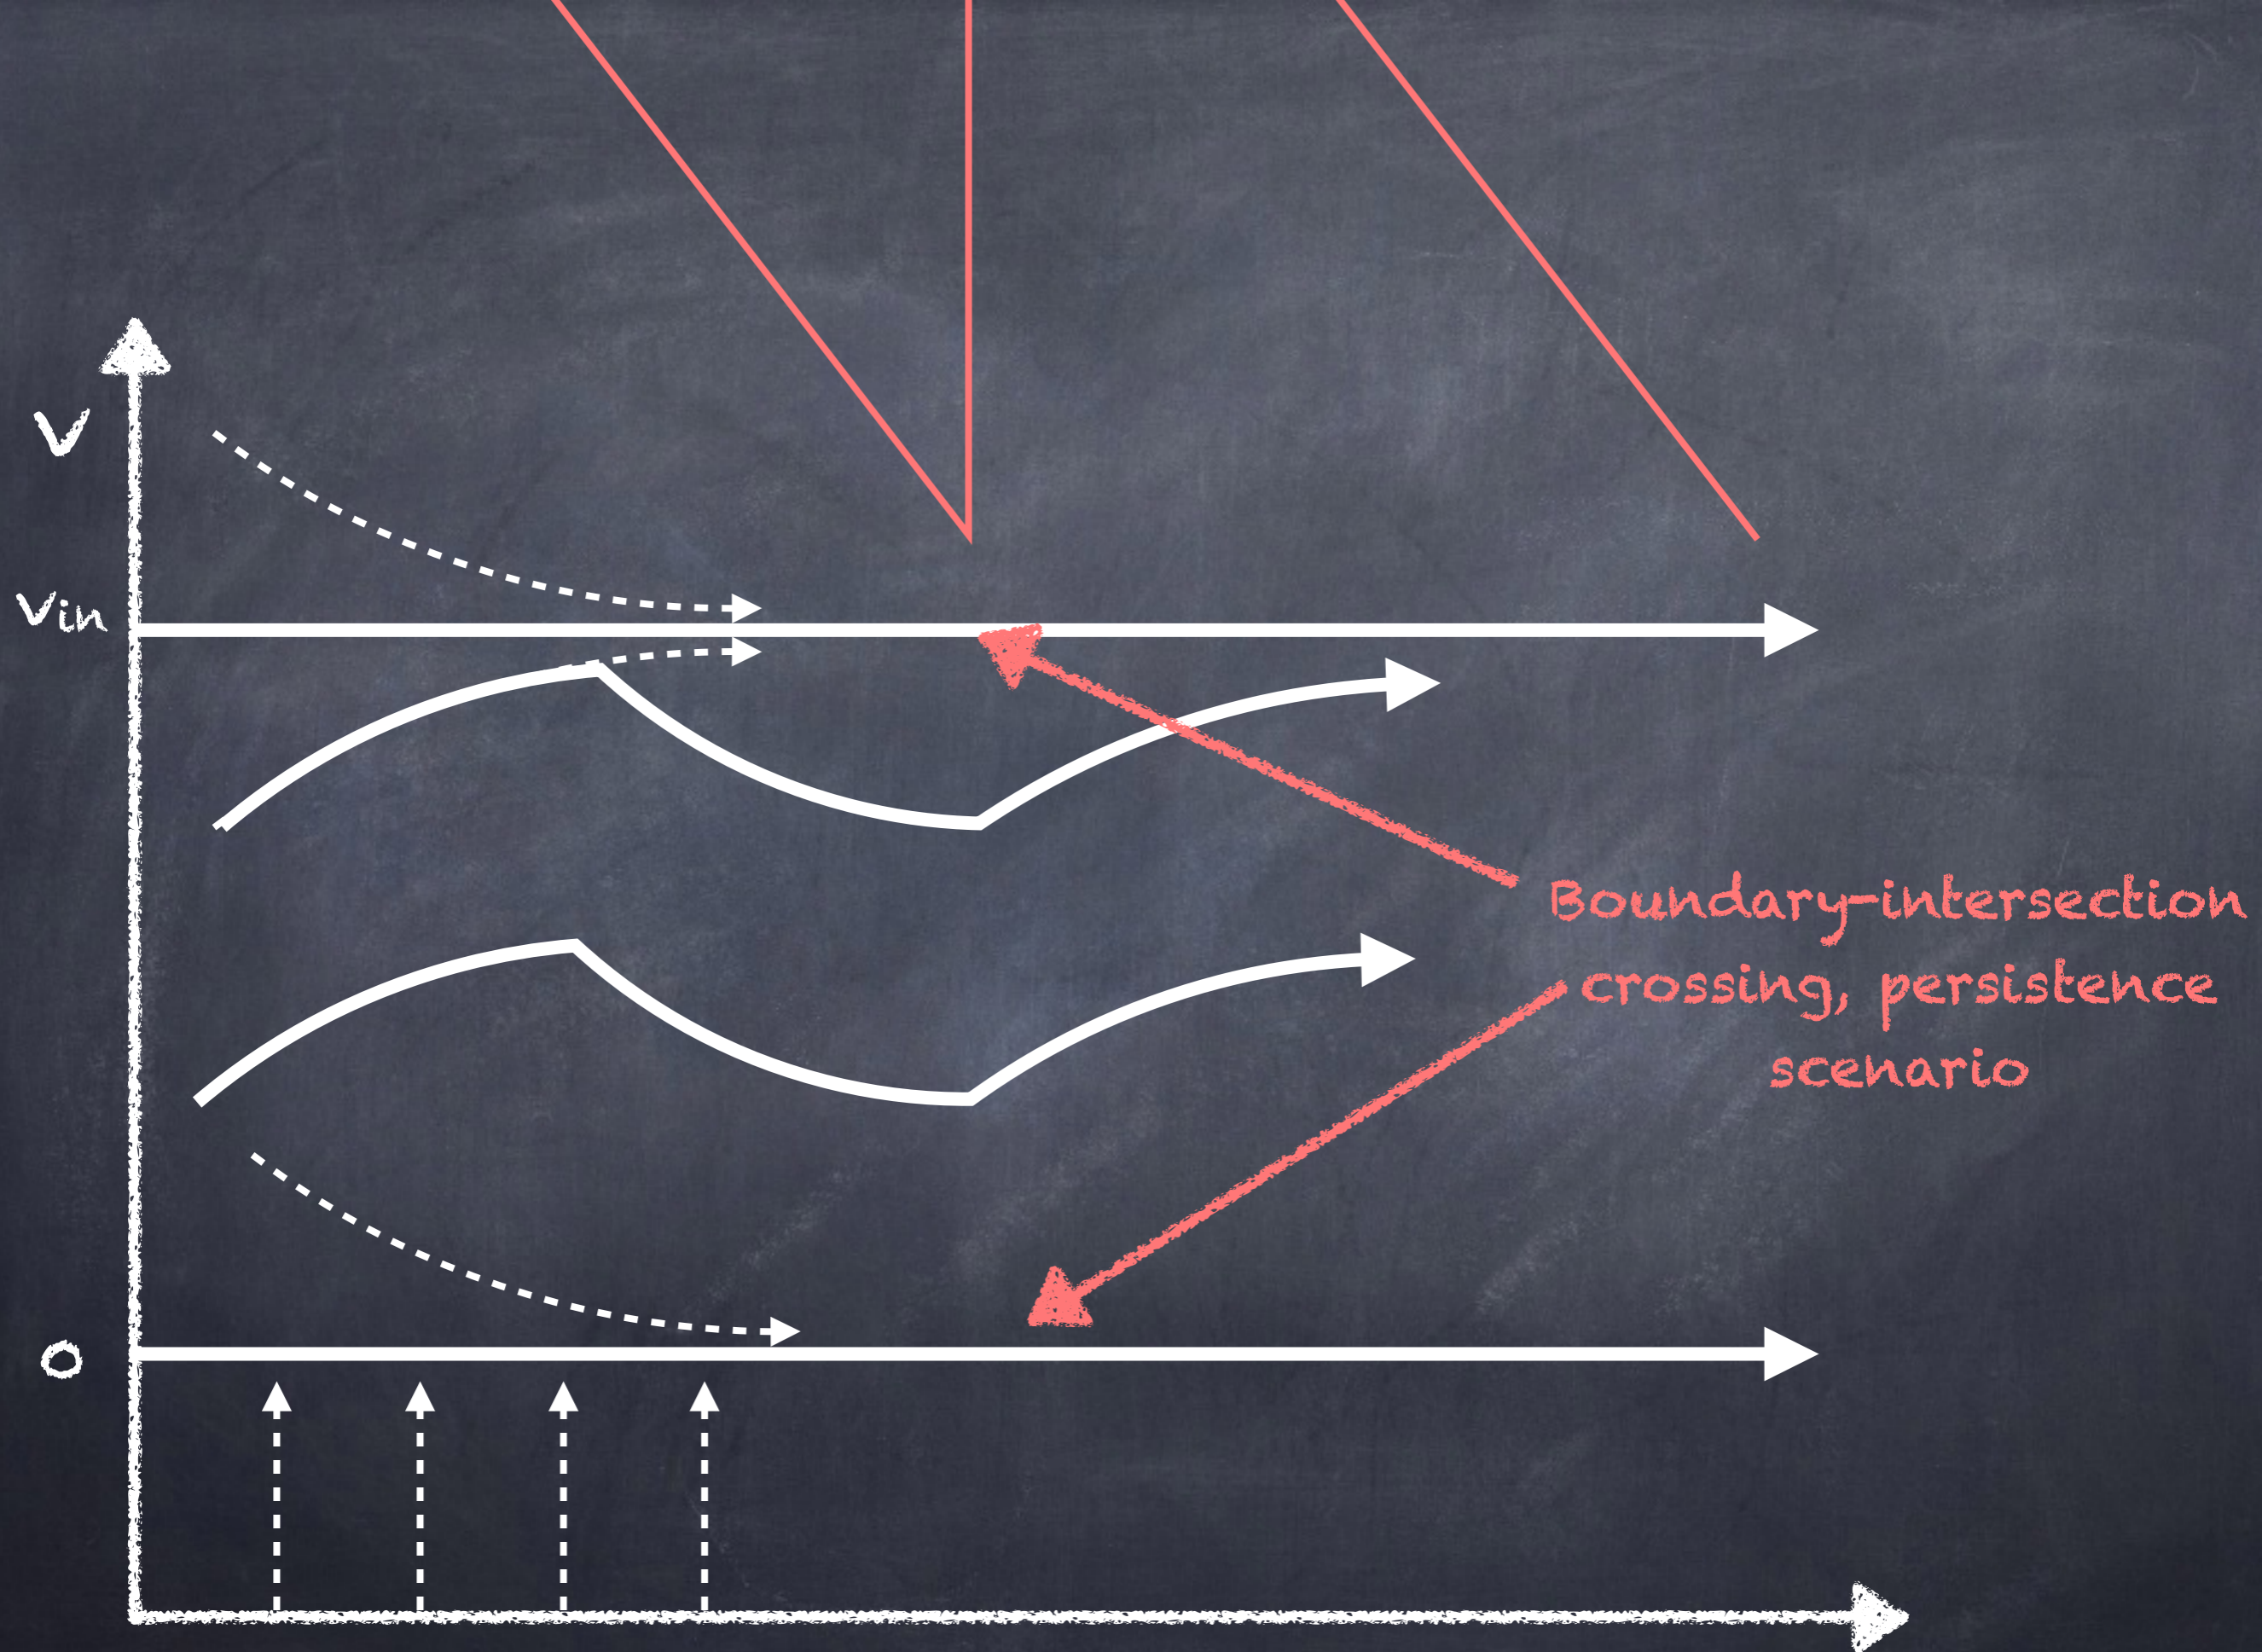 V
Vin
Boundary-intersection
crossing, persistence
scenario
0